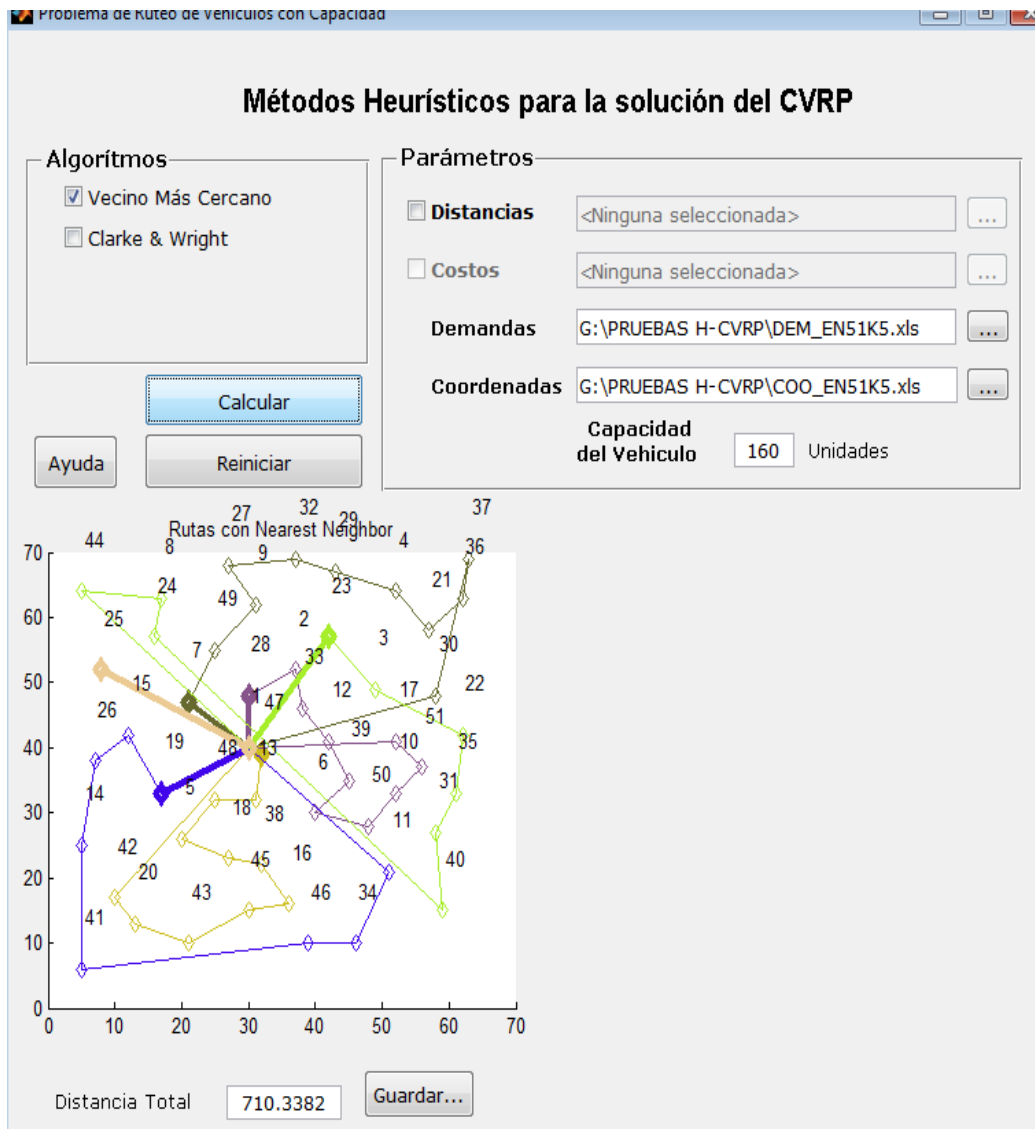 Problema de Ruteo de Vehículos con Capacidad
Métodos Heurísticos para la solución del CVRP
Algorítmos
Vecino Más Cercano
Clarke & Wright
Parámetros
Distancias <Ninguna seleccionada> ...
Costos <Ninguna seleccionada> ...
Demandas G:\PRUEBAS H-CVRP\DEM_EN51K5.xls ...
Coordenadas G:\PRUEBAS H-CVRP\COO_EN51K5.xls ...
Capacidad
del Vehiculo 160 Unidades
Calcular
Ayuda Reiniciar
27 32 29 37
Rutas con Nearest Neighbor
44 8 9 4 36
70
24 23 21
25 49 2
60
7 28 33 3 30
50
15 1 47 12 17 22
26 39 51
40
19 48 13 6 10 35
14 5 50 31
30
18 38 11
42 45 16 40
20
20 43 46 34
41
10
0
0 10 20 30 40 50 60 70
Distancia Total 710.3382 Guardar...